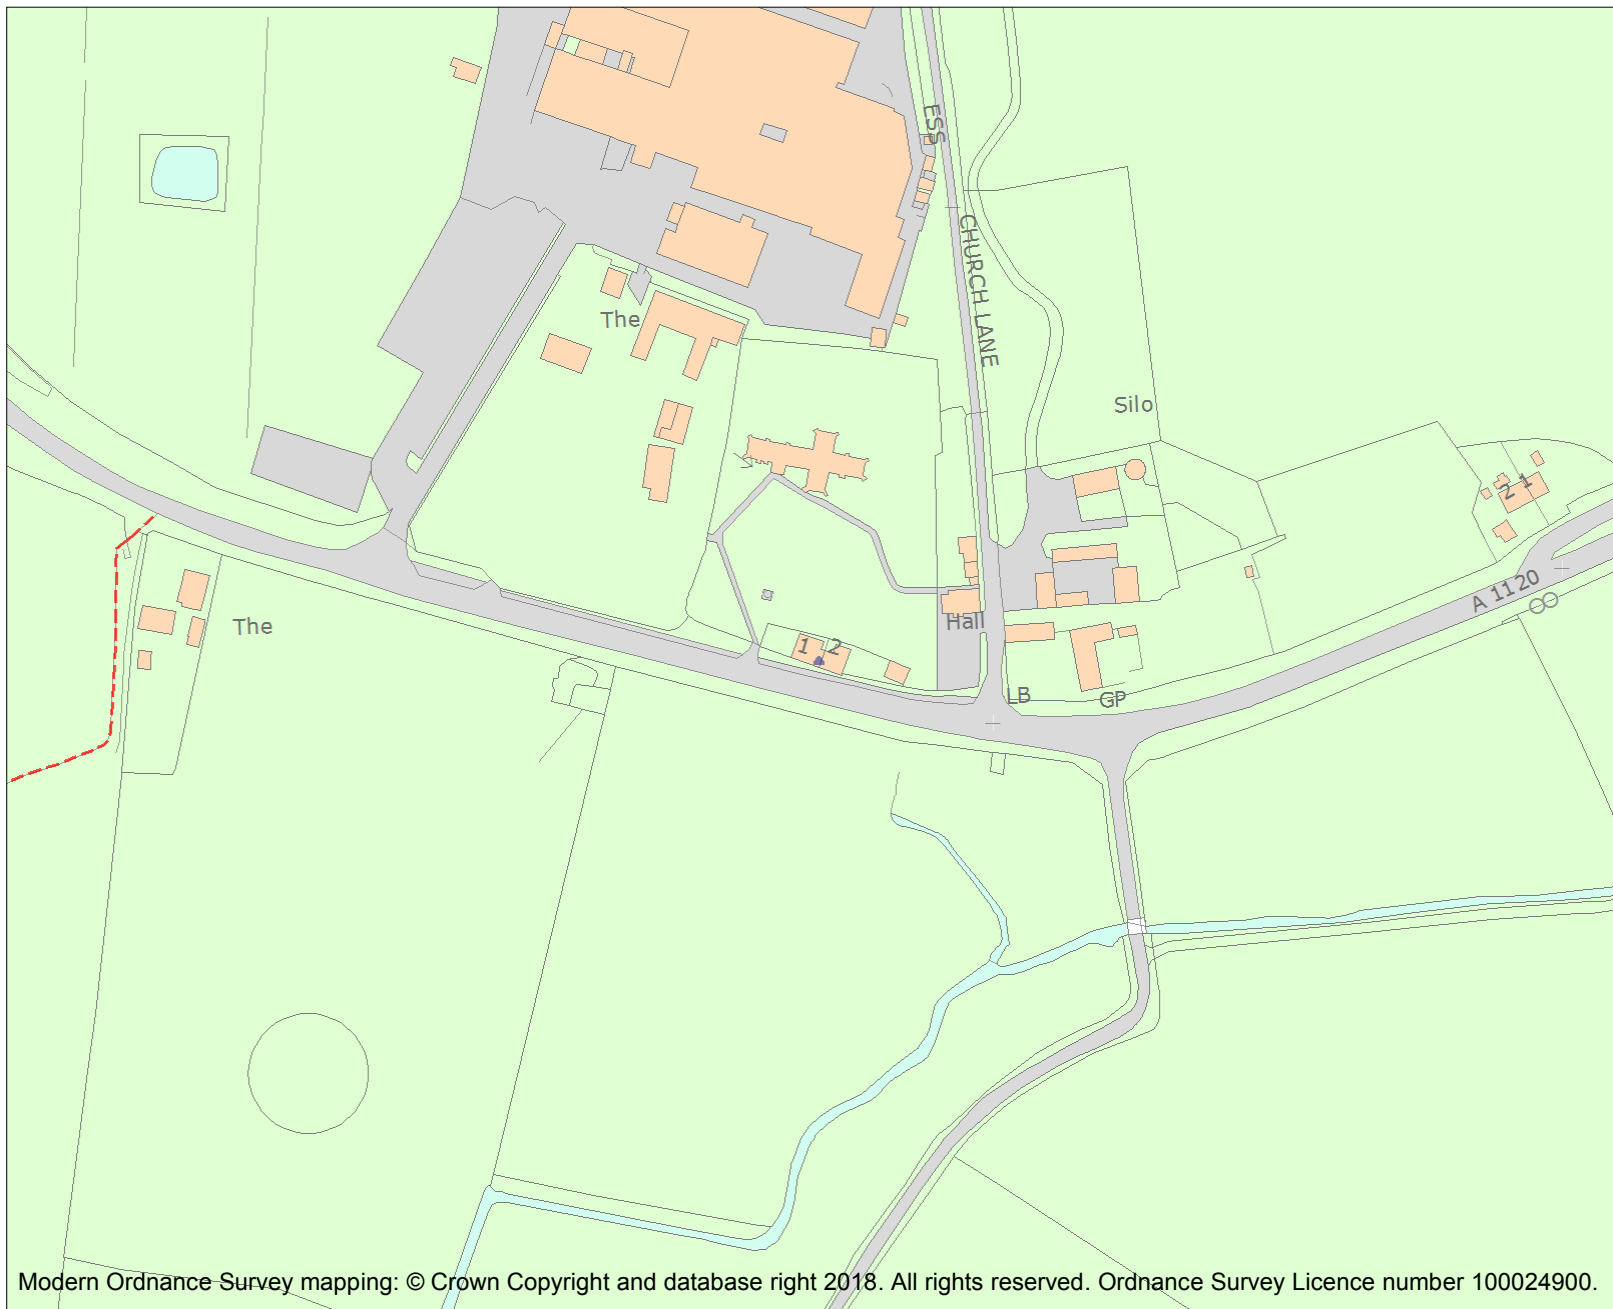 ESS
CHURCH LANE
The
Silo
2 1
A 1120
The
Hall
1 2
LB
GP
Modern Ordnance Survey mapping: © Crown Copyright and database right 2018. All rights reserved. Ordnance Survey Licence number 100024900.